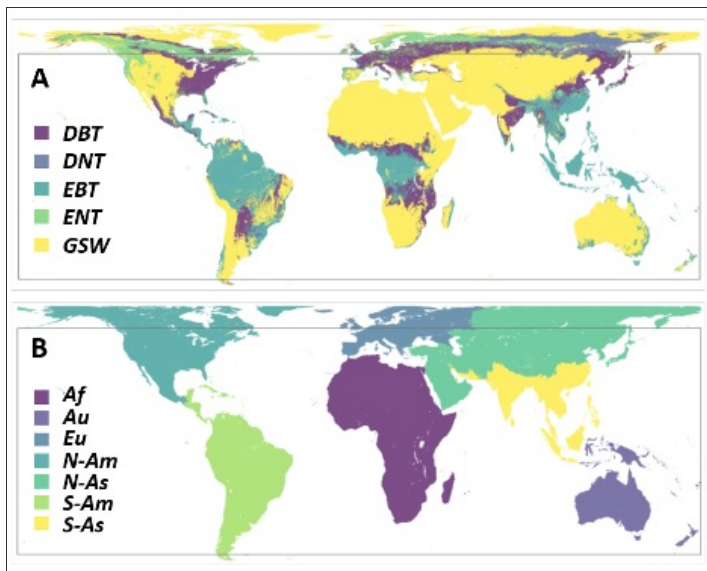 A
DBT
DNT
EBT
ENT
GSW
B
Af
Au
Eu
N-Am
N-As
S-Am
S-As